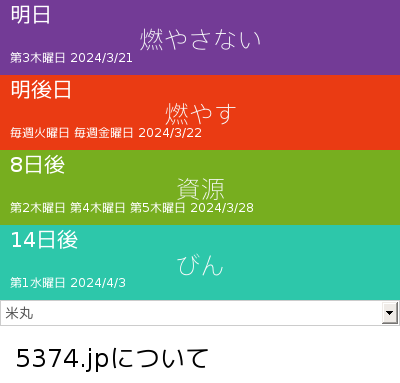 明日
燃やさない
第3木曜日 2024/3/21
明後日
燃やす
毎週火曜日 毎週金曜日 2024/3/22
8日後
資源
第2木曜日 第4木曜日 第5木曜日 2024/3/28
14日後
びん
第1水曜日 2024/4/3
米丸
5374.jpについて